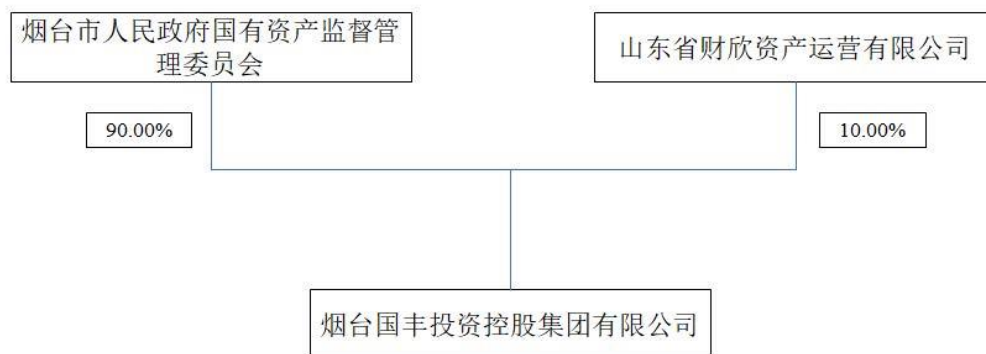 烟台市人民政府国有资产监督管
理委员会
山东省财欣资产运营有限公司
90.00%
10.00%
烟台国丰投资控股集团有限公司